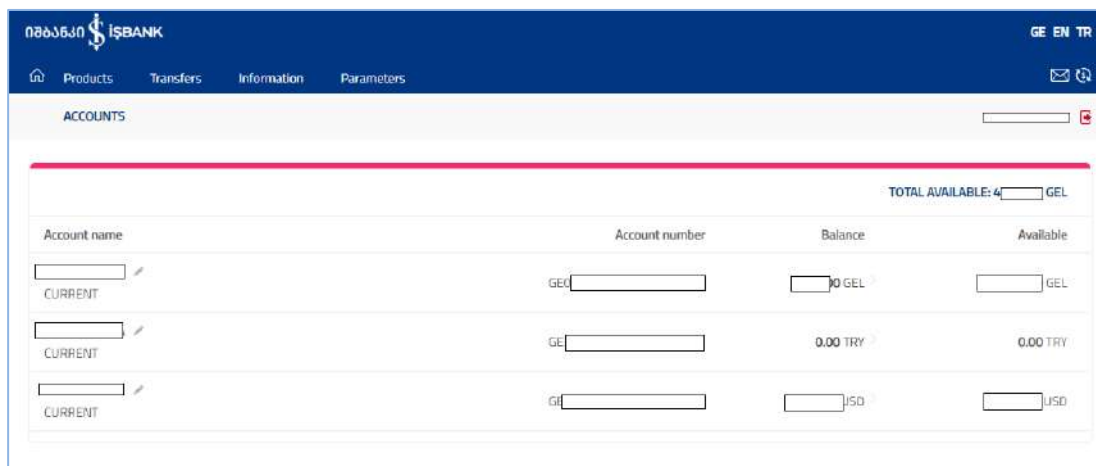 იშბანკი İŞBANK
GE EN TR
Products Transfers Information Parameters
ACCOUNTS
TOTAL AVAILABLE: 4 GEL
Account name Account number Balance Available
GE0 0 GEL GEL
CURRENT
GE 0.00 TRY 0.00 TRY
CURRENT
GE USD USD
CURRENT